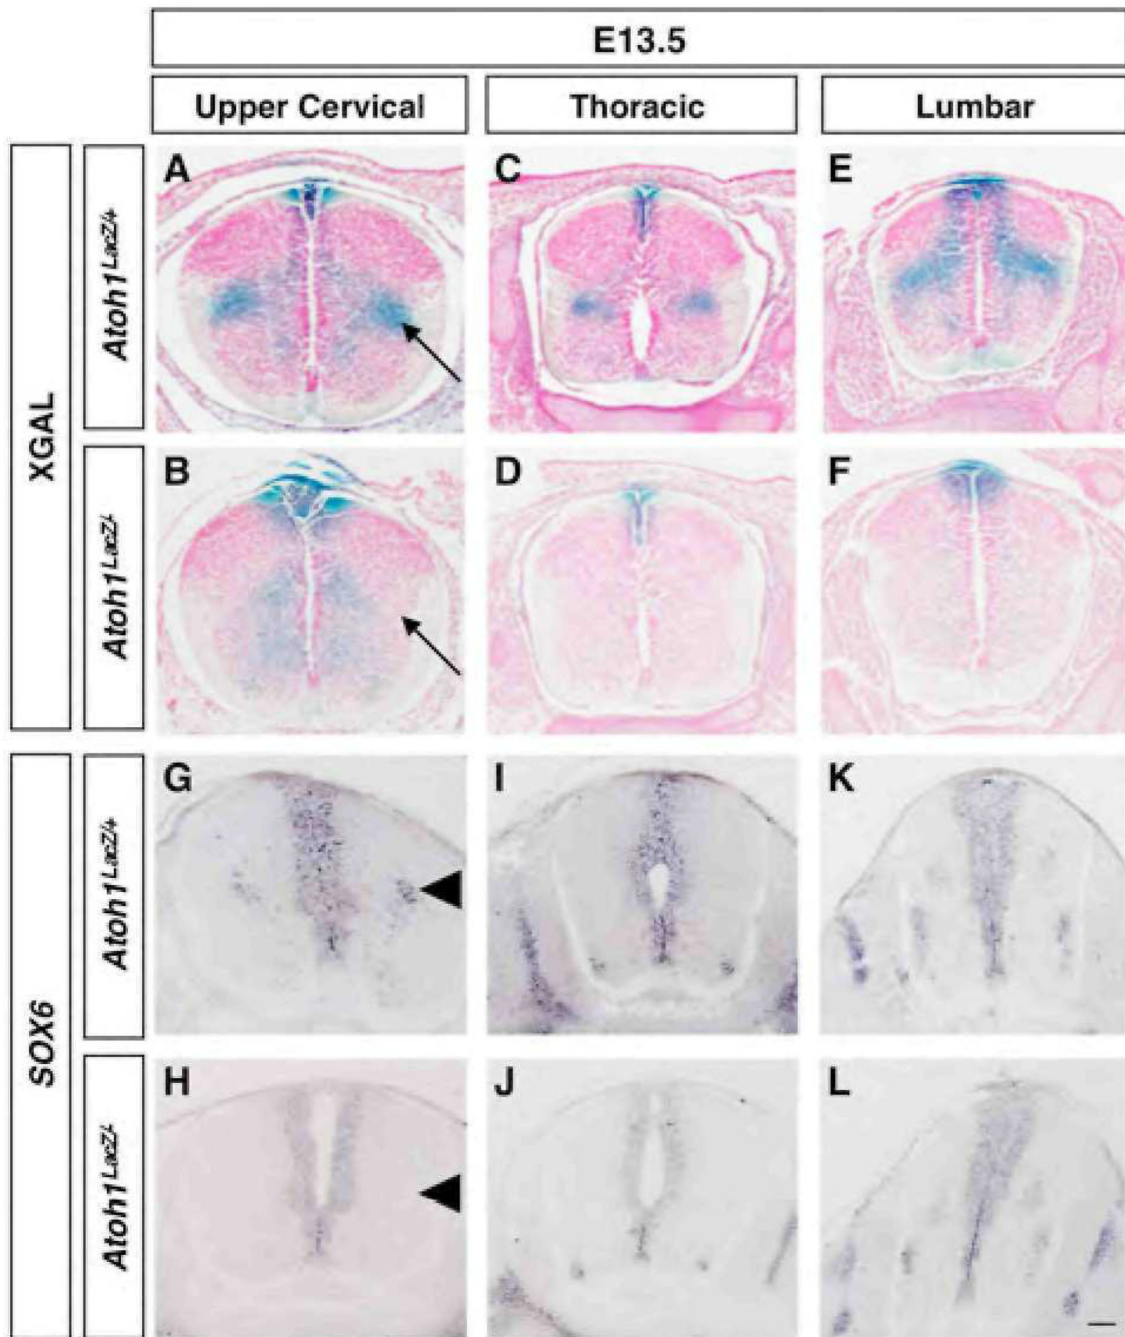 E13.5
Upper Cervical
Thoracic
Lumbar
XGAL
Atoh1LacZ/+
A
C
E
Atoh1LacZ/-
B
D
F
SOX6
Atoh1LacZ/+
G
I
K
Atoh1LacZ/-
H
J
L